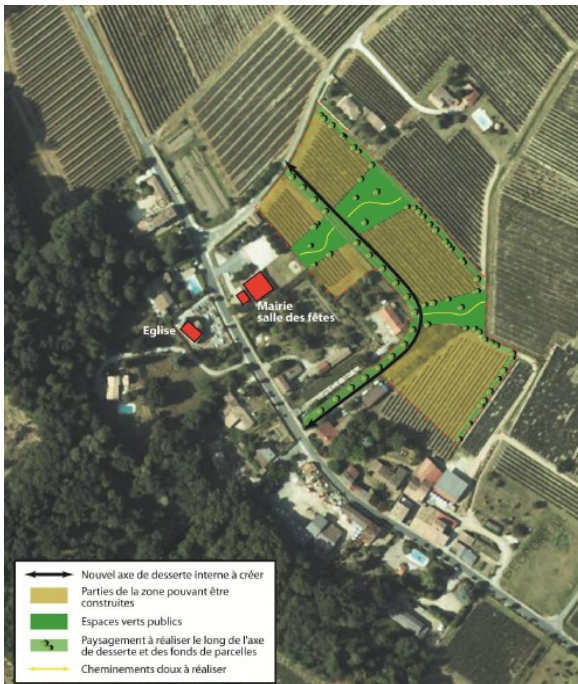 Mairie
salle des fêtes
Eglise
Nouvel axe de desserte interne à créer
Parties de la zone pouvant être
construites
Espaces verts publics
Paysagement à réaliser le long de l'axe
de desserte et des fonds de parcelles
Cheminements doux à réaliser